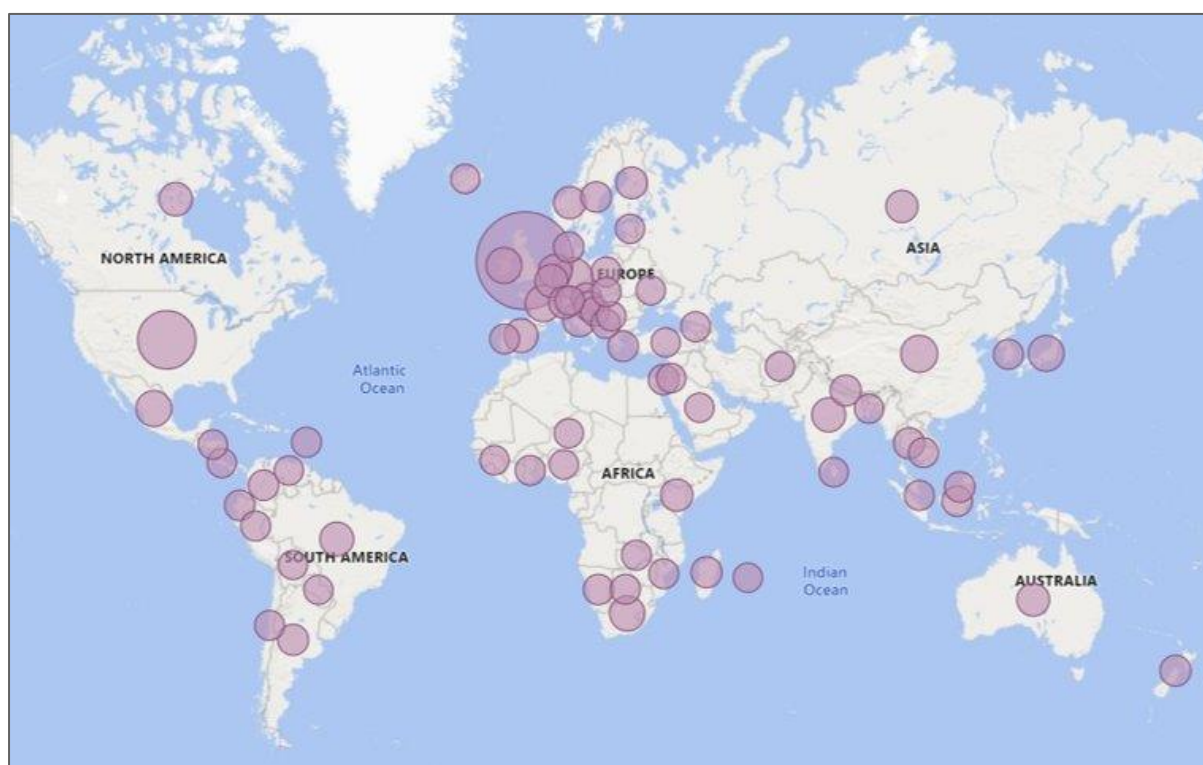 NORTH AMERICA
EUROPE
ASIA
Atlantic
Ocean
AFRICA
SOUTH AMERICA
Indian
Ocean
AUSTRALIA